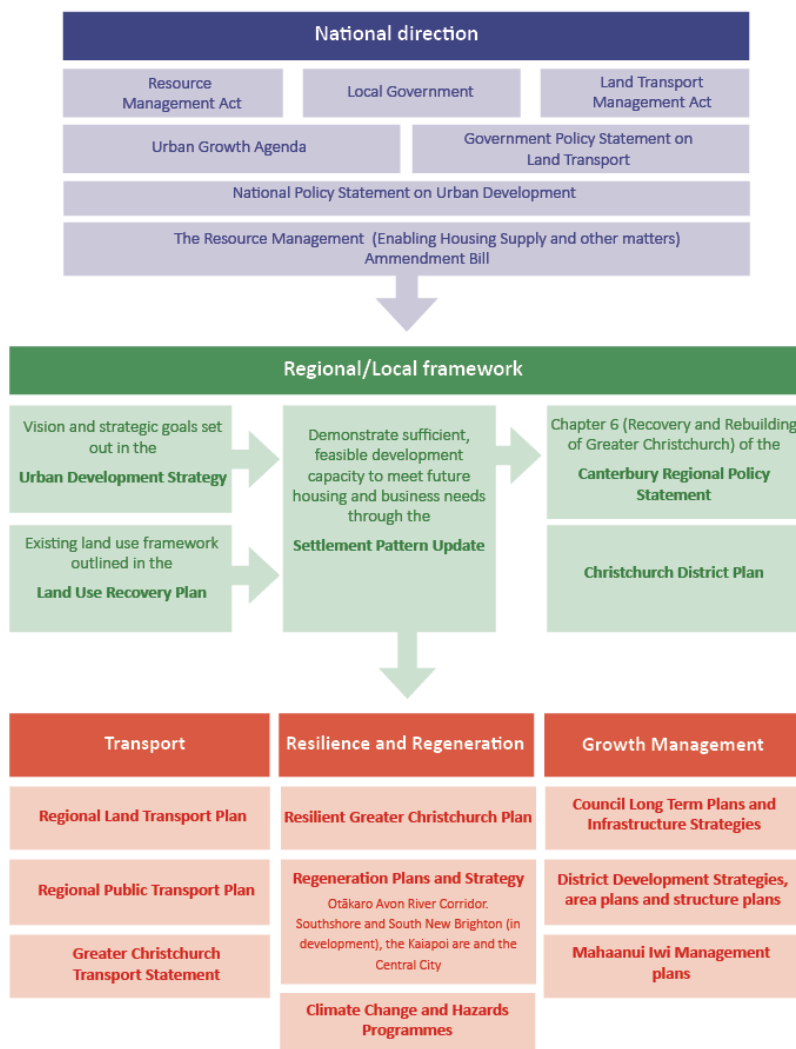 National direction
Resource
Management Act
Local Government
Land Transport
Management Act
Urban Growth Agenda
Government Policy Statement on
Land Transport
National Policy Statement on Urban Development
The Resource Management (Enabling Housing Supply and other matters)
Ammendment Bill
Regional/Local framework
Vision and strategic goals set
out in the
Urban Development Strategy
Existing land use framework
outlined in the
Land Use Recovery Plan
Demonstrate sufficient,
feasible development
capacity to meet future
housing and business needs
through the
Settlement Pattern Update
Chapter 6 (Recovery and Rebuilding
of Greater Christchurch) of the
Canterbury Regional Policy
Statement
Christchurch District Plan
Transport
Regional Land Transport Plan
Regional Public Transport Plan
Greater Christchurch
Transport Statement
Resilience and Regeneration
Resilient Greater Christchurch Plan
Regeneration Plans and Strategy
Otākaro Avon River Corridor.
Southshore and South New Brighton (in
development), the Kaiapoi are and the
Central City
Climate Change and Hazards
Programmes
Growth Management
Council Long Term Plans and
Infrastructure Strategies
District Development Strategies,
area plans and structure plans
Mahaanui Iwi Management
plans